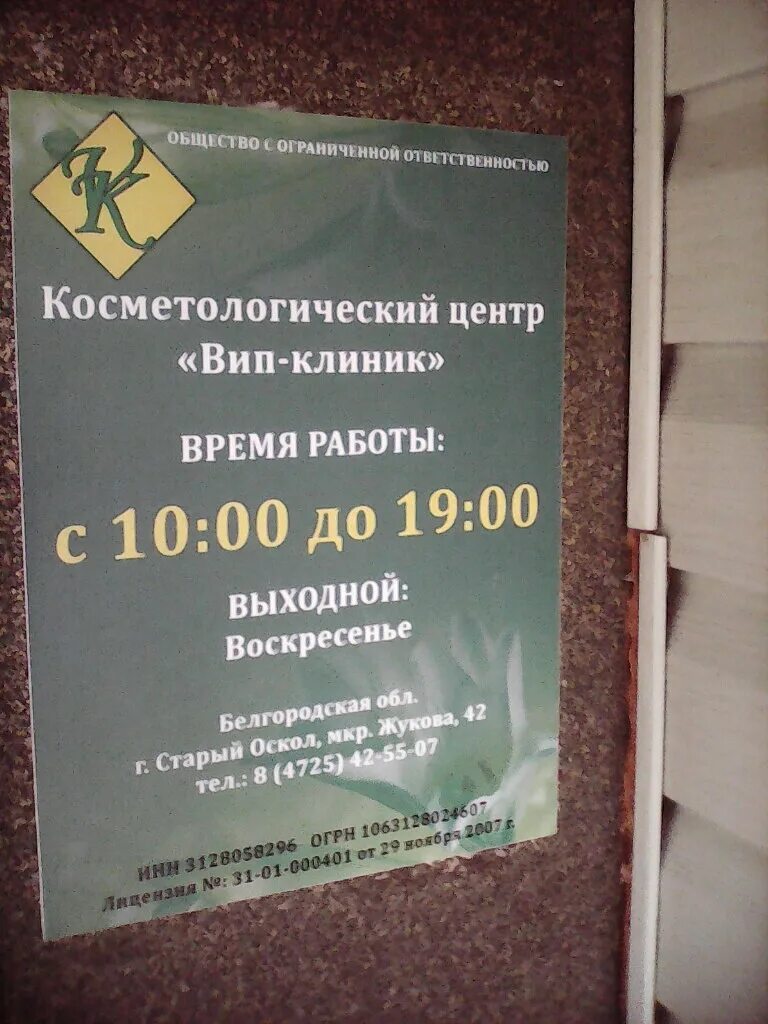 ОБЩЕСТВО С ОГРАНИЧЕННОЙ ОТВЕТСТВЕННОСТЬЮ
К
Косметологический центр
«Вип-клиник»
ВРЕМЯ РАБОТЫ:
с 10:00 до 19:00
ВЫХОДНОЙ:
Воскресенье
Белгородская обл.
г. Старый Оскол, мкр. Жукова, 42
тел.: 8 (4725) 42-55-07
ИНН 3128058296 ОГРН 1063128024607
Лицензия №: 31-01-000401 от 29 ноября 2007 г.